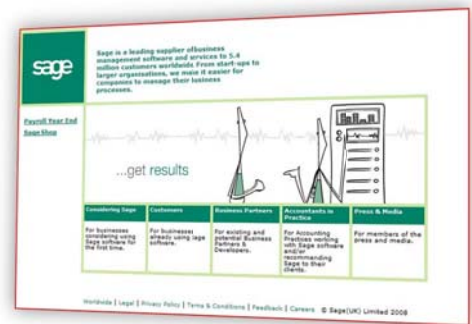 sage
Sage is a leading supplier ofbusiness
management software and services to 5.4
million customers worldwide From start-ups to
larger organisations, we make it easier for
companies to manage their business
processes.
Payroll Year End
Sage Shop
...get results
Considering Sage
For businesses
considering using
Sage software for
the first time.
Customers
For businesses
already using sage
software.
Business Partners
For existing and
potential Business
Partners &
Developers.
Accountants in
Practice
For Accounting
Practices working
with Sage software
and/or
recommending
Sage to their
clients.
Press & Media
For members of the
press and media.
Worldwide | Legal | Privacy Policy | Terms & Conditions | Feedback | Careers © Sage(UK) Limited 2008